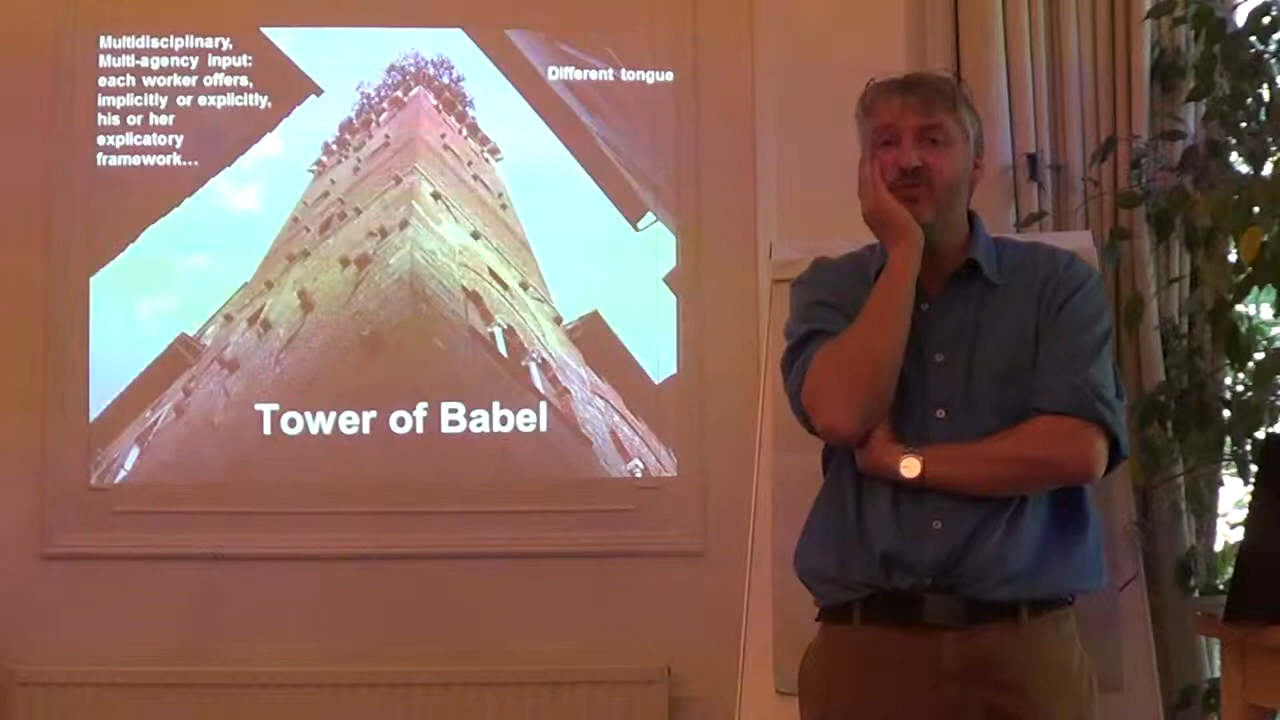 Multidisciplinary,
Multi-agency input:
each worker offers,
implicitly or explicitly,
his or her
explicatory
framework...
Different tongue
Tower of Babel